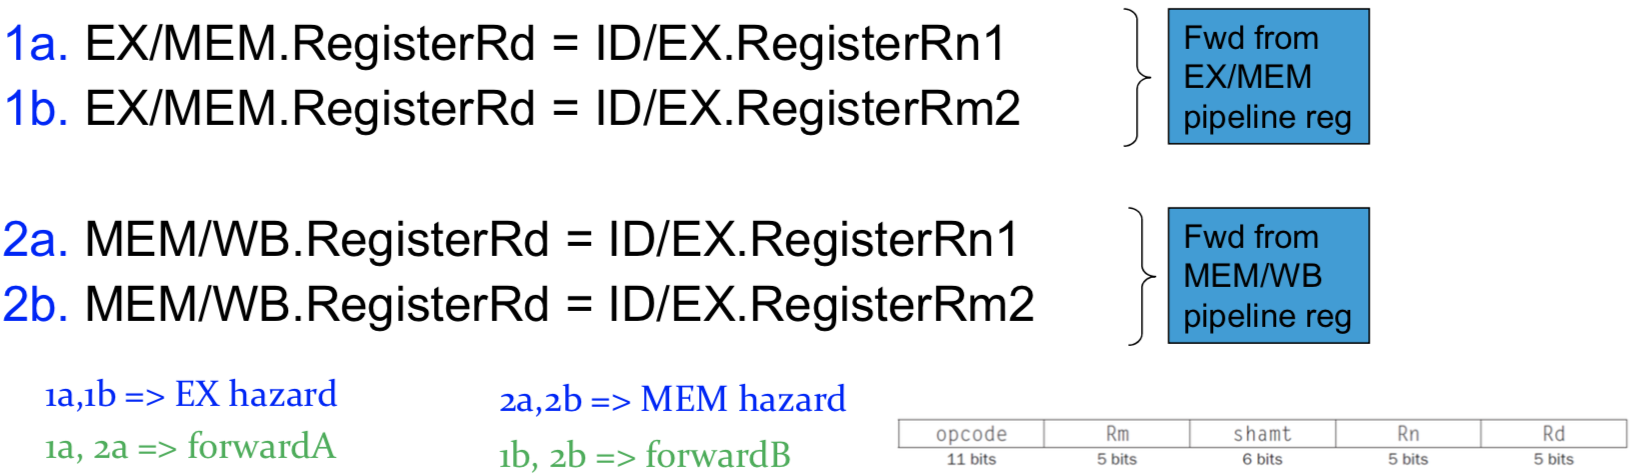 1a. EX/MEM.RegisterRd = ID/EX.RegisterRn1
1b. EX/MEM.RegisterRd = ID/EX.RegisterRm2
Fwd from
EX/MEM
pipeline reg
2a. MEM/WB.RegisterRd = ID/EX.RegisterRn1
2b. MEM/WB.RegisterRd = ID/EX.RegisterRm2
Fwd from
MEM/WB
pipeline reg
1a,1b => EX hazard
1a, 2a => forwardA
2a,2b => MEM hazard
1b, 2b => forwardB
opcode Rm shamt Rn Rd
11 bits 5 bits 6 bits 5 bits 5 bits